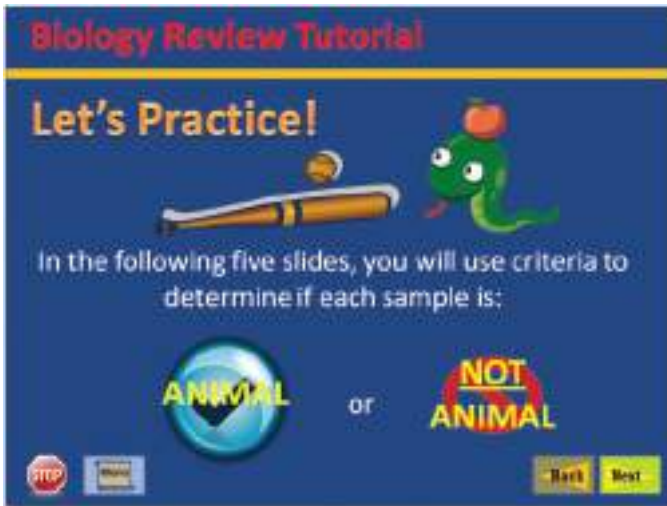 Biology Review Tutorial
Let's Practice!
In the following five slides, you will use criteria to
determine if each sample is:
ANIMAL
or
NOT
ANIMAL
STOP
Back
Next